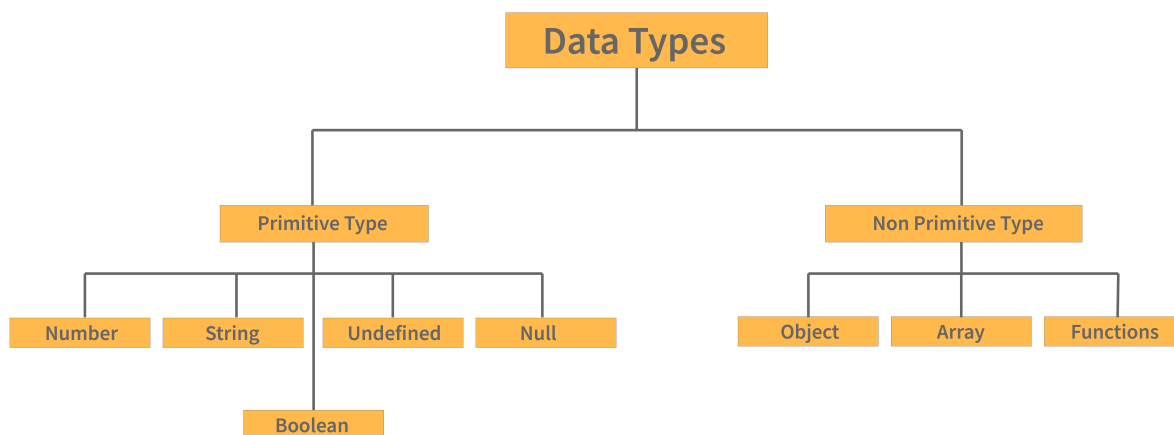 Data Types
Primitive Type
Non Primitive Type
Number
String
Undefined
Null
Object
Array
Functions
Boolean